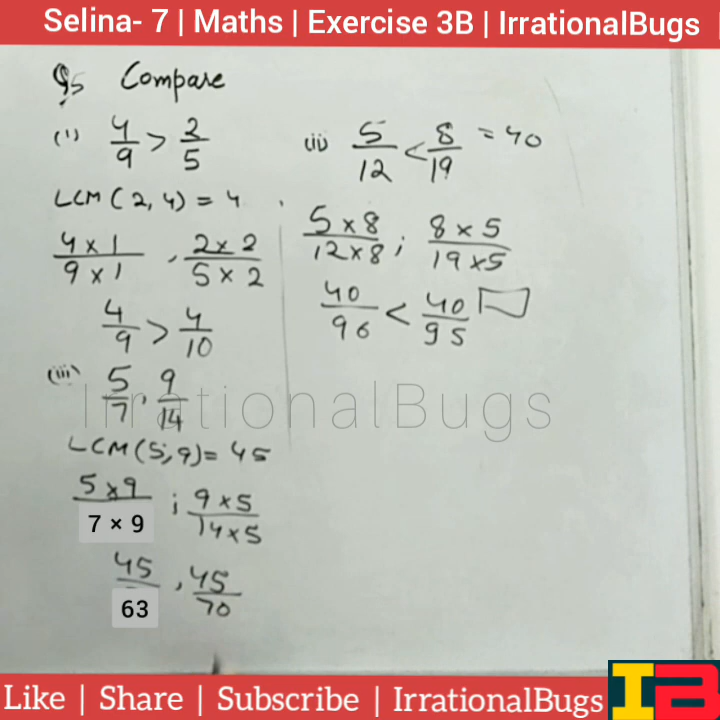 Selina- 7 | Maths | Exercise 3B | IrrationalBugs
Q5 Compare
(i) 4/9 > 2/5
LCM (2, 4) = 4
4 × 1 / 9 × 1 , 2 × 2 / 5 × 2
4/9 > 4/10
(ii) 5/12 < 8/19 = 40
5 × 8 / 12 × 8 ; 8 × 5 / 19 × 5
40/96 < 40/95
(iii) 5/7 , 9/14
IrrationalBugs
LCM (5, 9) = 45
5 × 9 / 7 × 9 ; 9 × 5 / 14 × 5
45/63 , 45/70
Like | Share | Subscribe | IrrationalBugs
IB